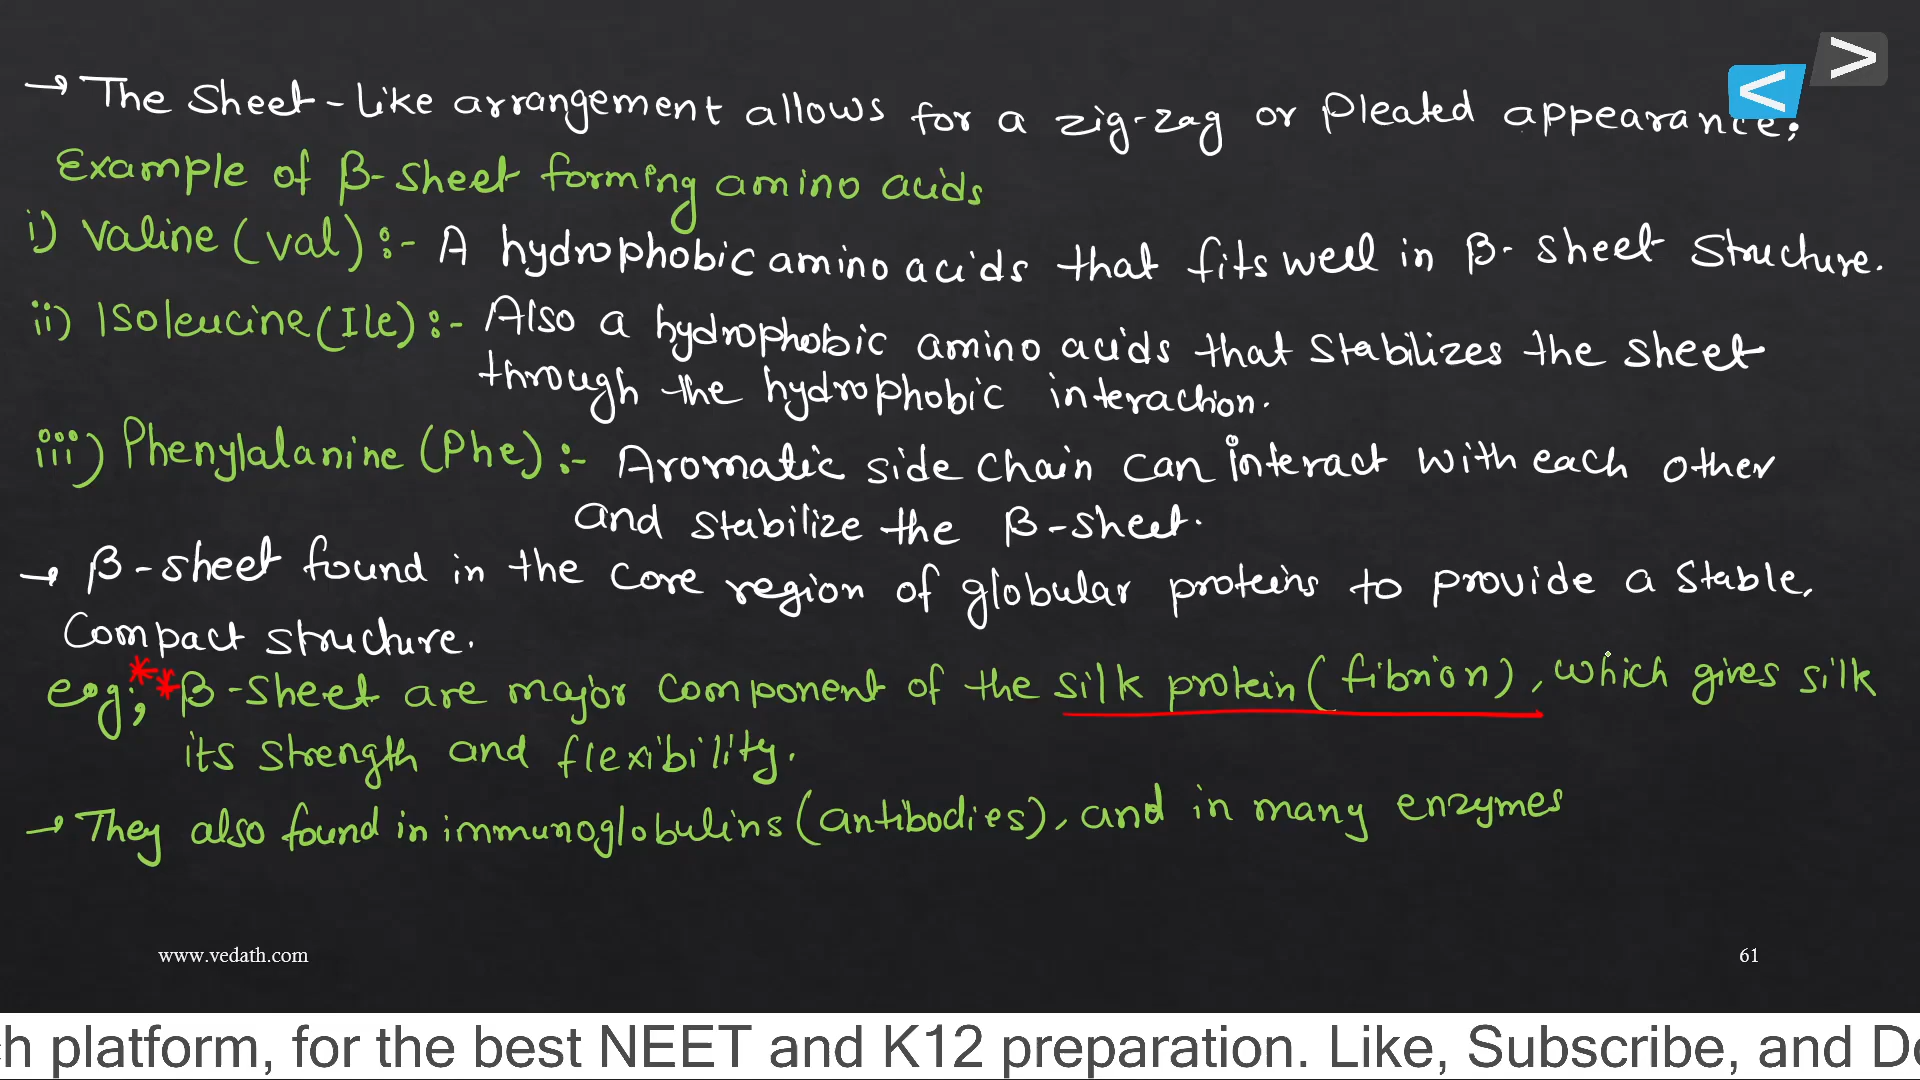 → The Sheet-Like arrangement allows for a zig-zag or Pleated appearance.
Example of β-sheet forming amino acids
i) Valine (val) :- A hydrophobic amino acids that fits well in β-sheet structure.
ii) Isoleucine (Ile) :- Also a hydrophobic amino acids that stabilizes the sheet
through the hydrophobic interaction.
iii) Phenylalanine (Phe) :- Aromatic side chain can interact with each other
and stabilize the β-sheet.
→ β-sheet found in the core region of globular proteins to provide a stable,
Compact structure.
eg; **β-sheet are major component of the silk protein (fibrion), which gives silk
its strength and flexibility.
→ They also found in immunoglobulins (antibodies), and in many enzymes
www.vedath.com
61
h platform, for the best NEET and K12 preparation. Like, Subscribe, and Do